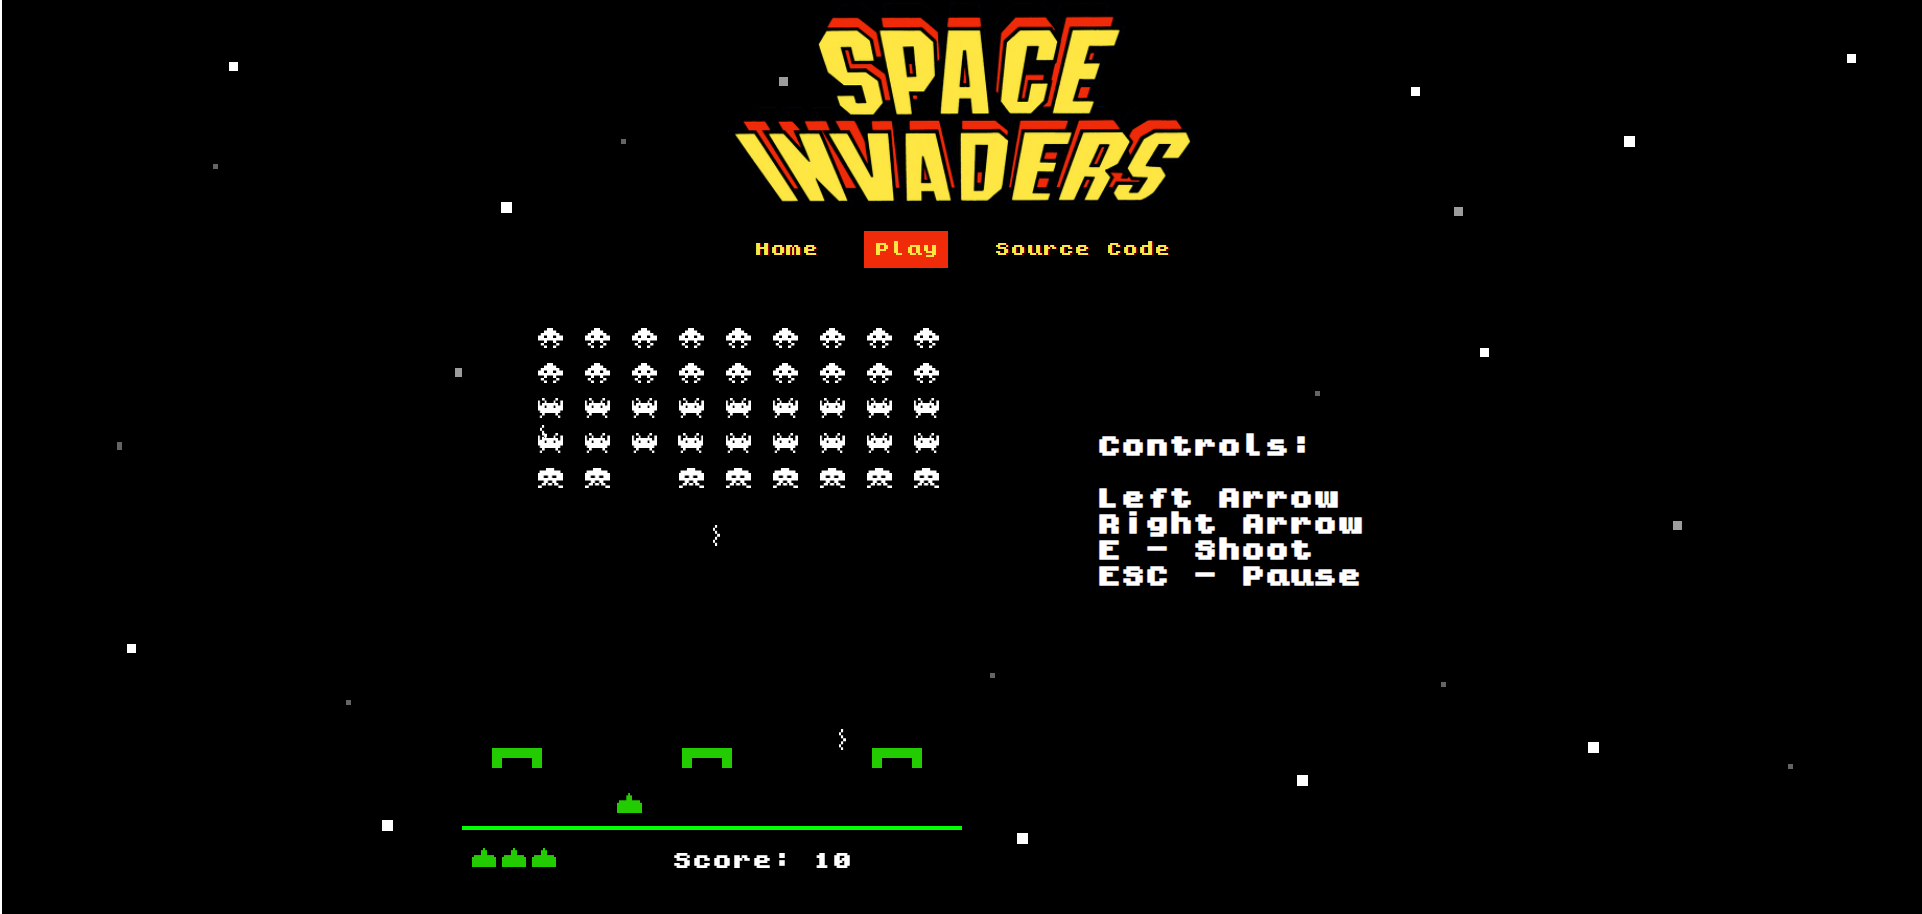 SPACE
INVADERS
Home Play Source Code
Controls:
Left Arrow
Right Arrow
E - Shoot
ESC - Pause
Score: 10